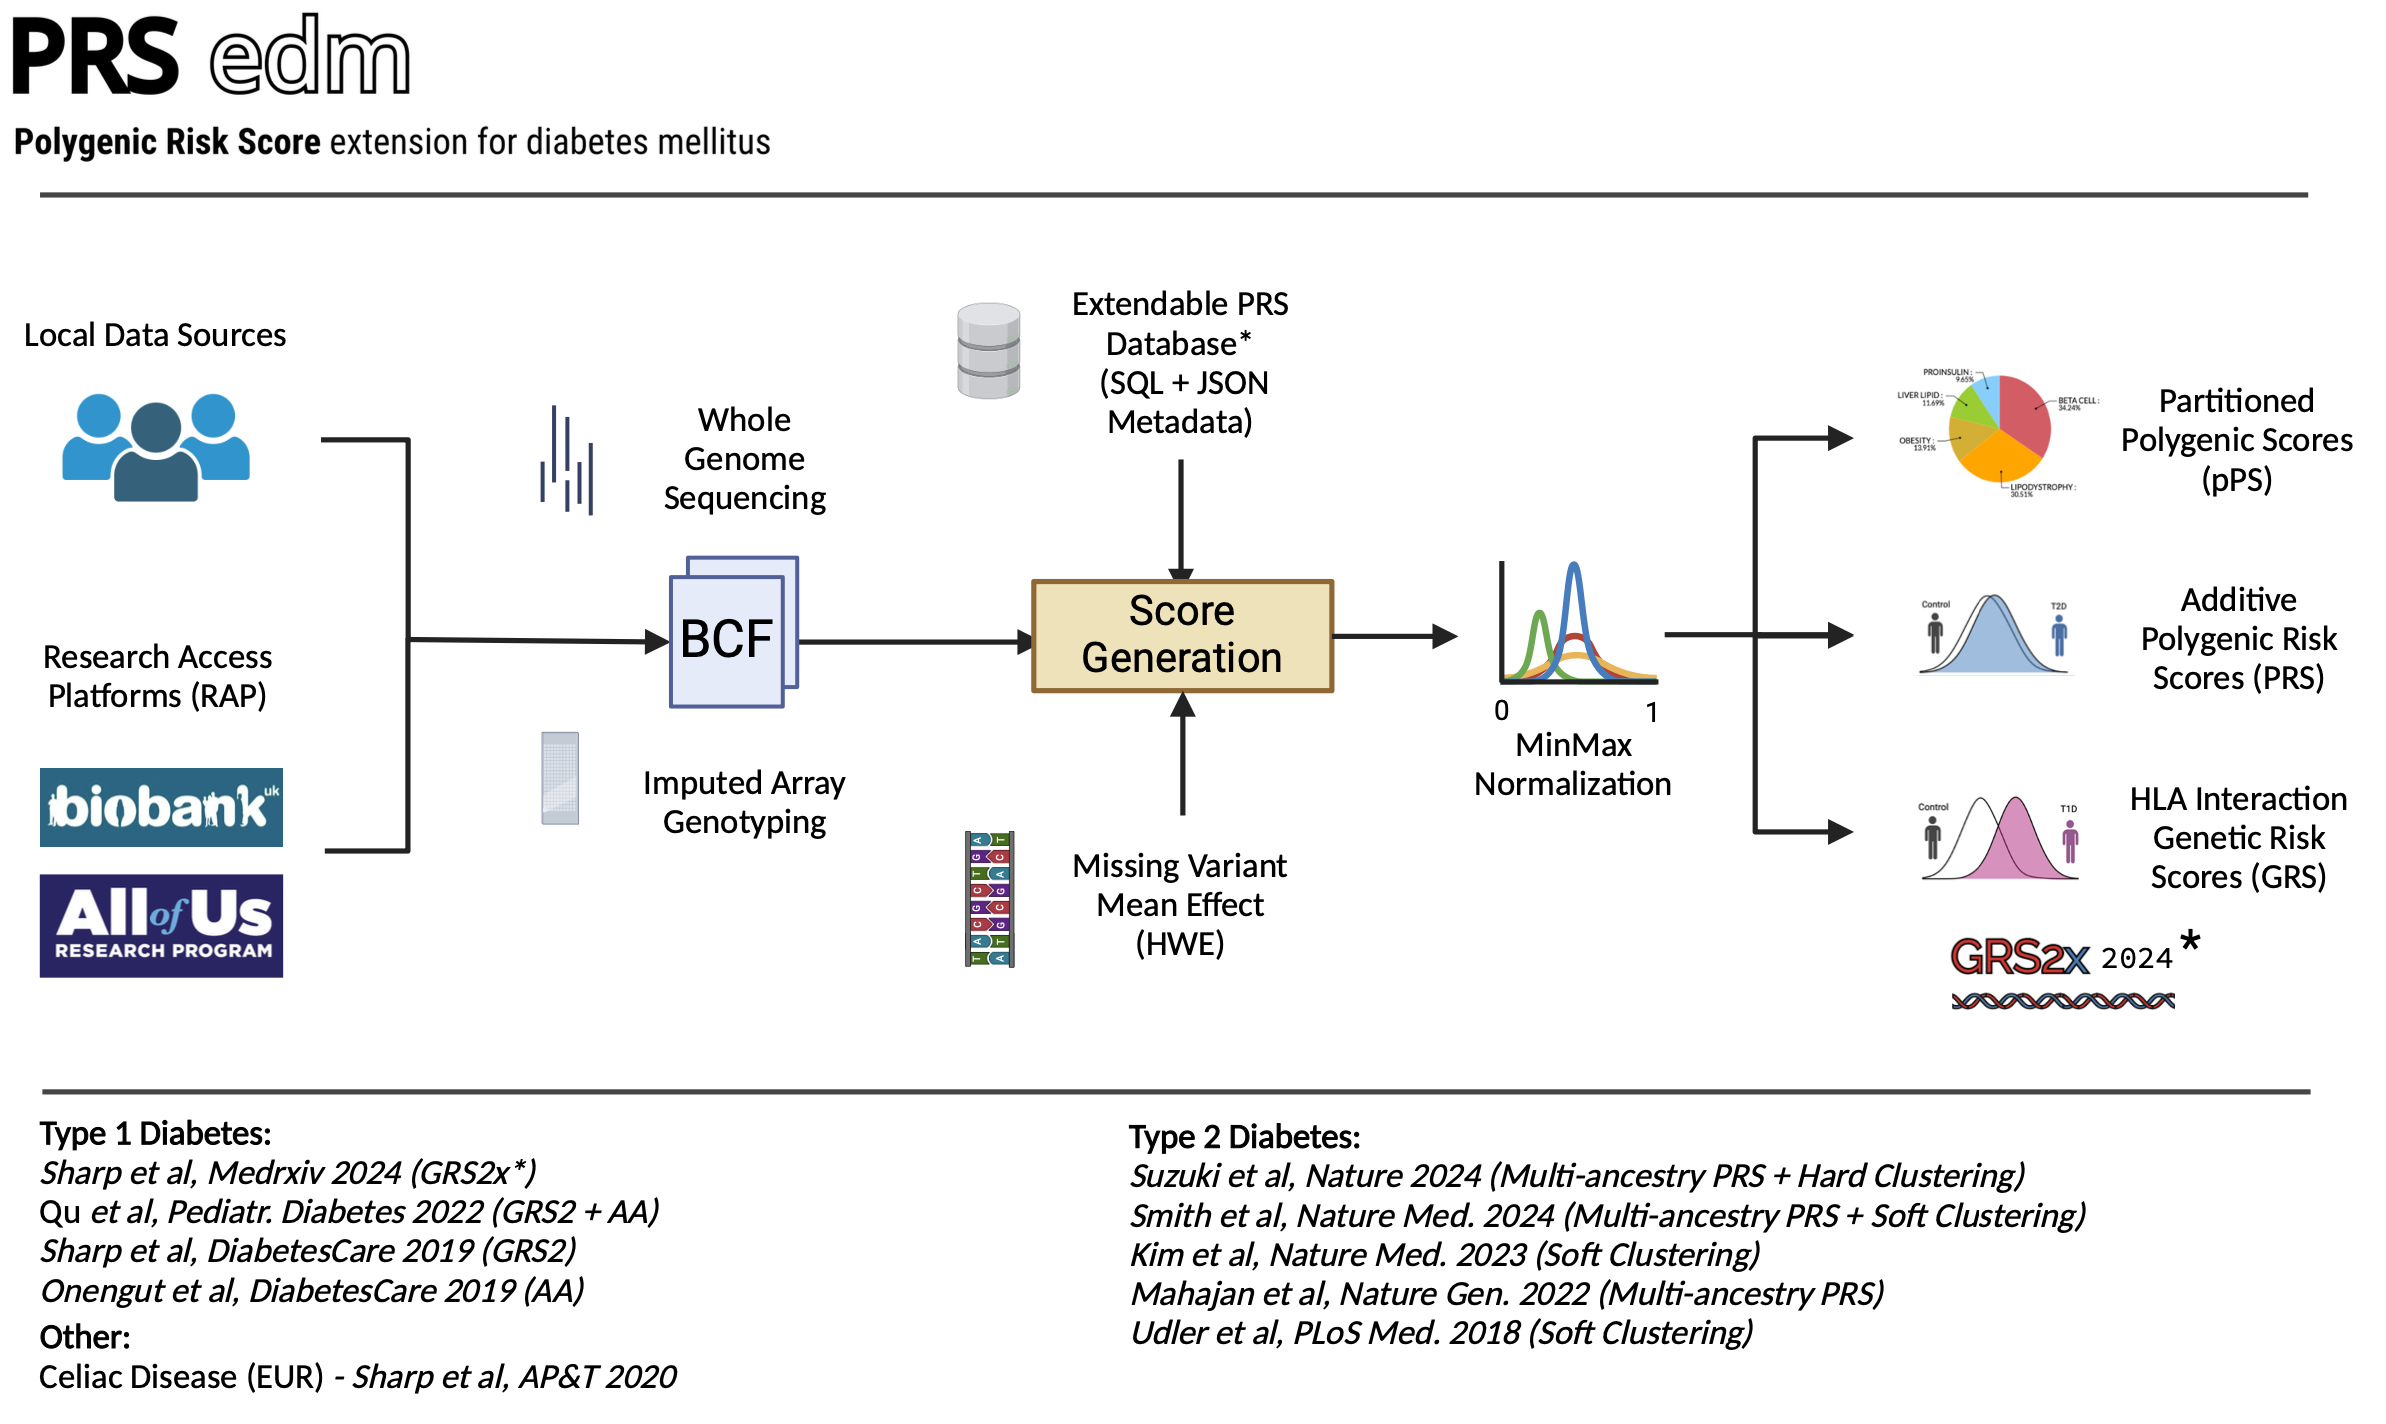 PRS edm
Polygenic Risk Score extension for diabetes mellitus
Local Data Sources
Research Access
Platforms (RAP)
biobank uk
All of Us
RESEARCH PROGRAM
Whole
Genome
Sequencing
BCF
Imputed Array
Genotyping
Extendable PRS
Database*
(SQL + JSON
Metadata)
Score
Generation
Missing Variant
Mean Effect
(HWE)
A T
G C
T A
C G
G C
C G
A T
T A
0 1
MinMax
Normalization
PROINSULIN :
9.65%
LIVER LIPID :
11.69%
OBESITY :
13.91%
BETA CELL :
34.24%
LIPODYSTROPHY :
30.51%
Partitioned
Polygenic Scores
(pPS)
Control
T2D
Additive
Polygenic Risk
Scores (PRS)
Control
T1D
HLA Interaction
Genetic Risk
Scores (GRS)
GRS2x 2024*
Type 1 Diabetes:
Sharp et al, Medrxiv 2024 (GRS2x*)
Qu et al, Pediatr. Diabetes 2022 (GRS2 + AA)
Sharp et al, DiabetesCare 2019 (GRS2)
Onengut et al, DiabetesCare 2019 (AA)
Other:
Celiac Disease (EUR) - Sharp et al, AP&T 2020
Type 2 Diabetes:
Suzuki et al, Nature 2024 (Multi-ancestry PRS + Hard Clustering)
Smith et al, Nature Med. 2024 (Multi-ancestry PRS + Soft Clustering)
Kim et al, Nature Med. 2023 (Soft Clustering)
Mahajan et al, Nature Gen. 2022 (Multi-ancestry PRS)
Udler et al, PLoS Med. 2018 (Soft Clustering)